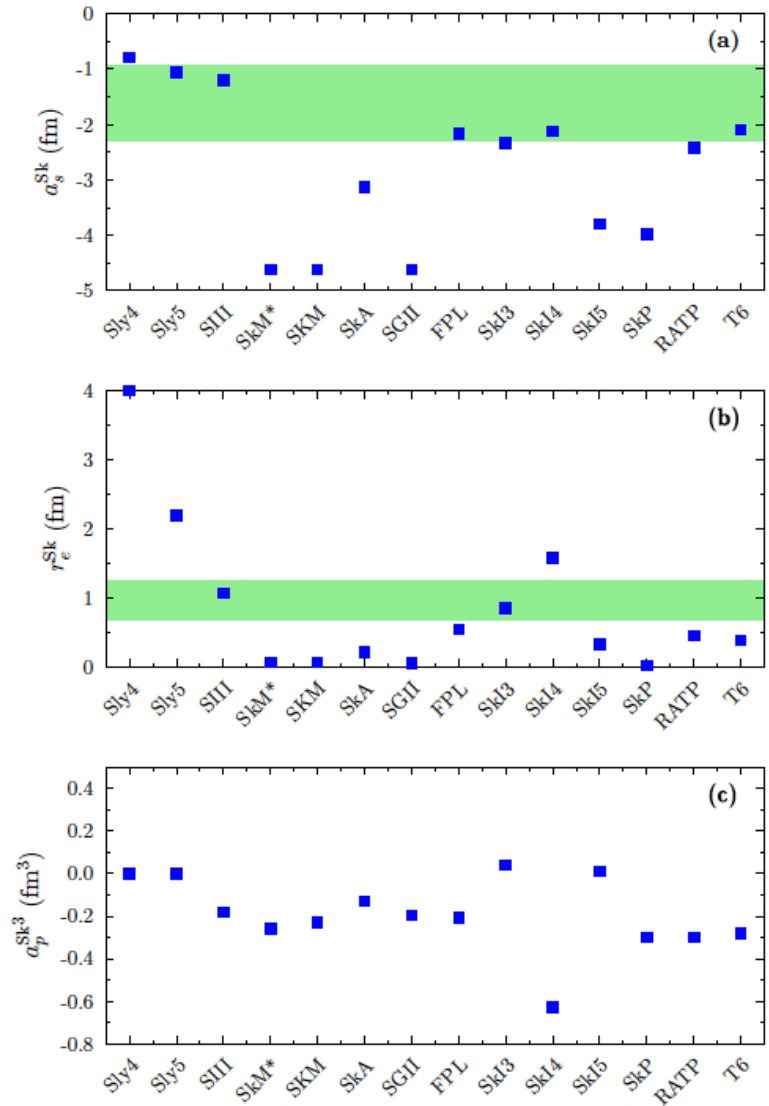 (a)
0
-1
-2
-3
-4
-5
a_s^Sk (fm)
Sly4 Sly5 SIII SkM* SKM SkA SGII FPL SkI3 SkI4 SkI5 SkP RATP T6
(b)
4
3
2
1
0
r_e^Sk (fm)
Sly4 Sly5 SIII SkM* SKM SkA SGII FPL SkI3 SkI4 SkI5 SkP RATP T6
(c)
0.4
0.2
0.0
-0.2
-0.4
-0.6
-0.8
a_p^Sk³ (fm³)
Sly4 Sly5 SIII SkM* SKM SkA SGII FPL SkI3 SkI4 SkI5 SkP RATP T6